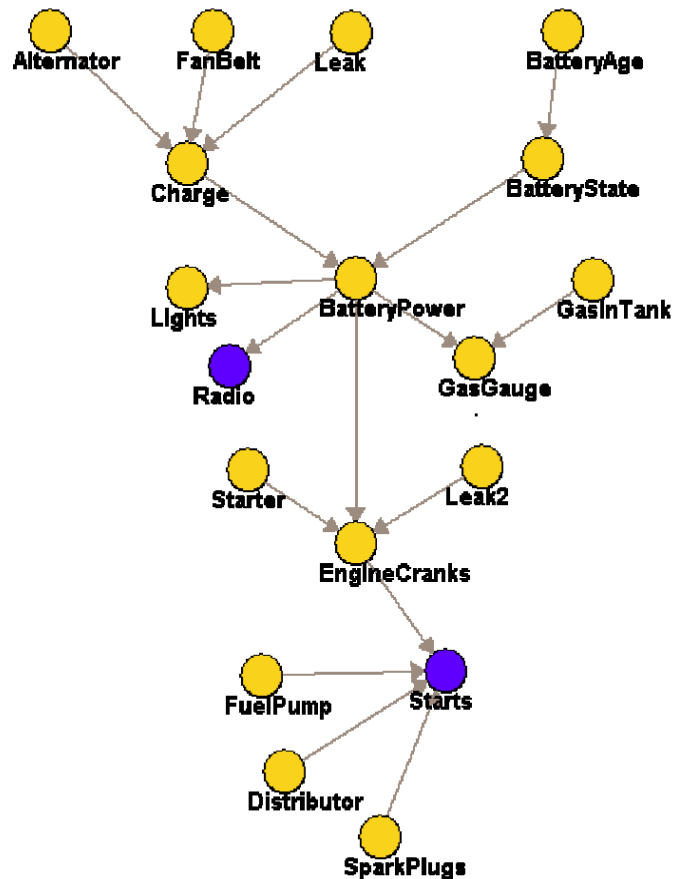 Alternator
FanBelt
Leak
BatteryAge
Charge
BatteryState
Lights
BatteryPower
GasInTank
Radio
GasGauge
Starter
Leak2
EngineCranks
FuelPump
Starts
Distributor
SparkPlugs